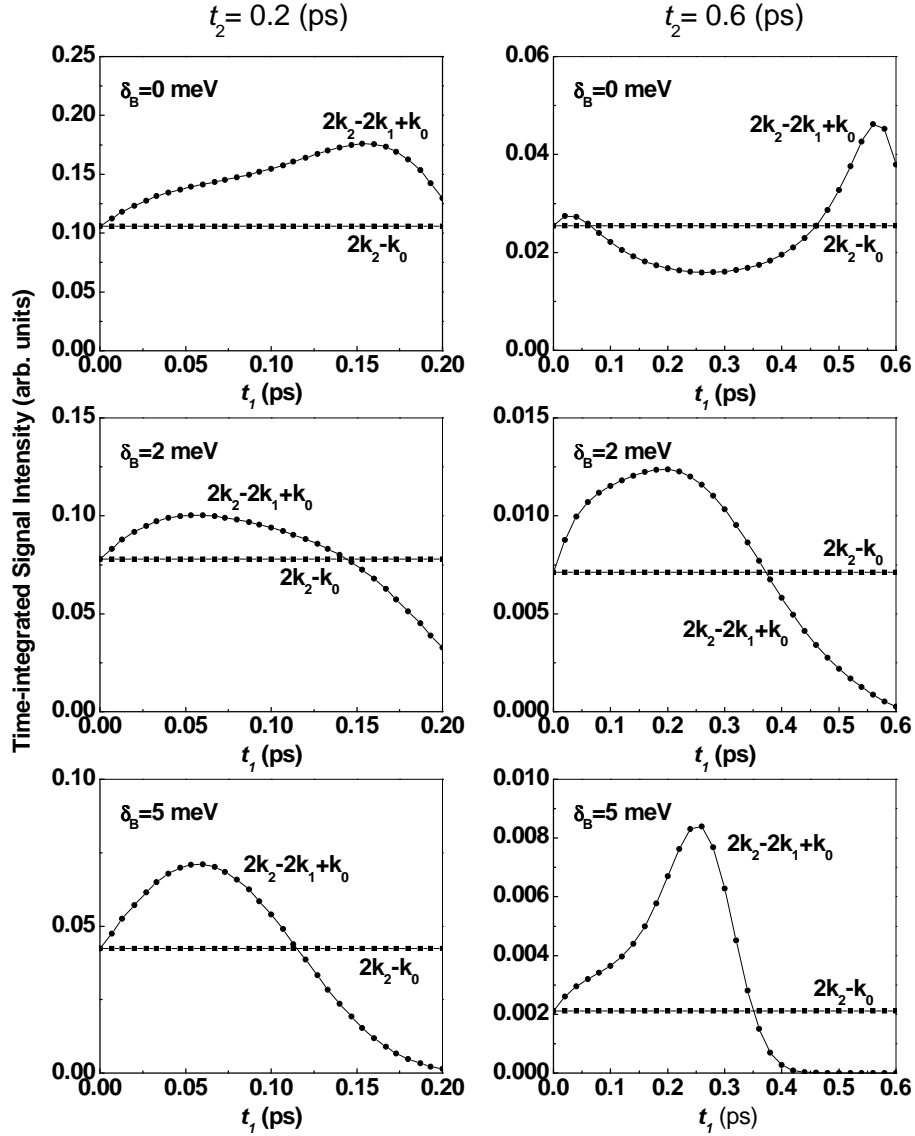 t2= 0.2 (ps)
t2= 0.6 (ps)
Time-integrated Signal Intensity (arb. units)
0.25
0.20
0.15
0.10
0.05
0.00
δB=0 meV
2k2-2k1+k0
2k2-k0
0.00 0.05 0.10 0.15 0.20
t1 (ps)
0.06
0.04
0.02
0.00
δB=0 meV
2k2-2k1+k0
2k2-k0
0.0 0.1 0.2 0.3 0.4 0.5 0.6
t1 (ps)
0.15
0.10
0.05
0.00
δB=2 meV
2k2-2k1+k0
2k2-k0
0.00 0.05 0.10 0.15 0.20
t1 (ps)
0.015
0.010
0.005
0.000
δB=2 meV
2k2-k0
2k2-2k1+k0
0.0 0.1 0.2 0.3 0.4 0.5 0.6
t1 (ps)
0.10
0.05
0.00
δB=5 meV
2k2-2k1+k0
2k2-k0
0.00 0.05 0.10 0.15 0.20
t1 (ps)
0.010
0.008
0.006
0.004
0.002
0.000
δB=5 meV
2k2-2k1+k0
2k2-k0
0.0 0.1 0.2 0.3 0.4 0.5 0.6
t1 (ps)